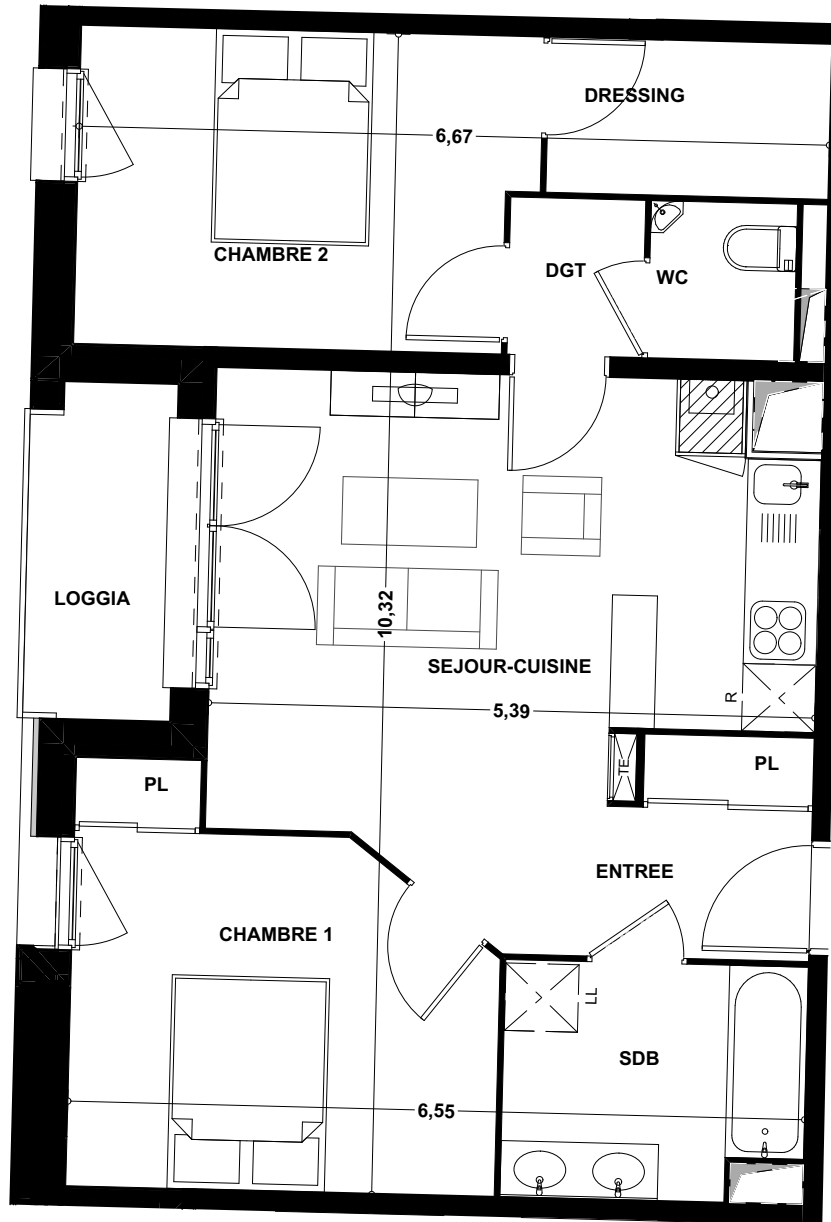 DRESSING
6,67
CHAMBRE 2
DGT
WC
LOGGIA
10,32
SEJOUR-CUISINE
R
5,39
TE
PL
PL
ENTREE
CHAMBRE 1
LL
SDB
6,55